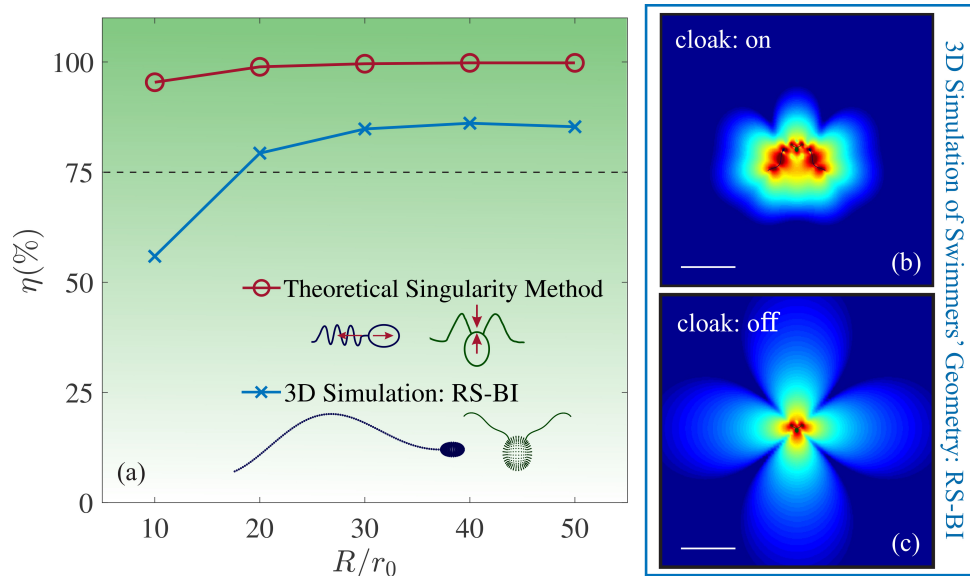 100
75
50
25
0
η(%)
10 20 30 40 50
R/r₀
Theoretical Singularity Method
3D Simulation: RS-BI
(a)
cloak: on
(b)
cloak: off
(c)
3D Simulation of Swimmers' Geometry: RS-BI